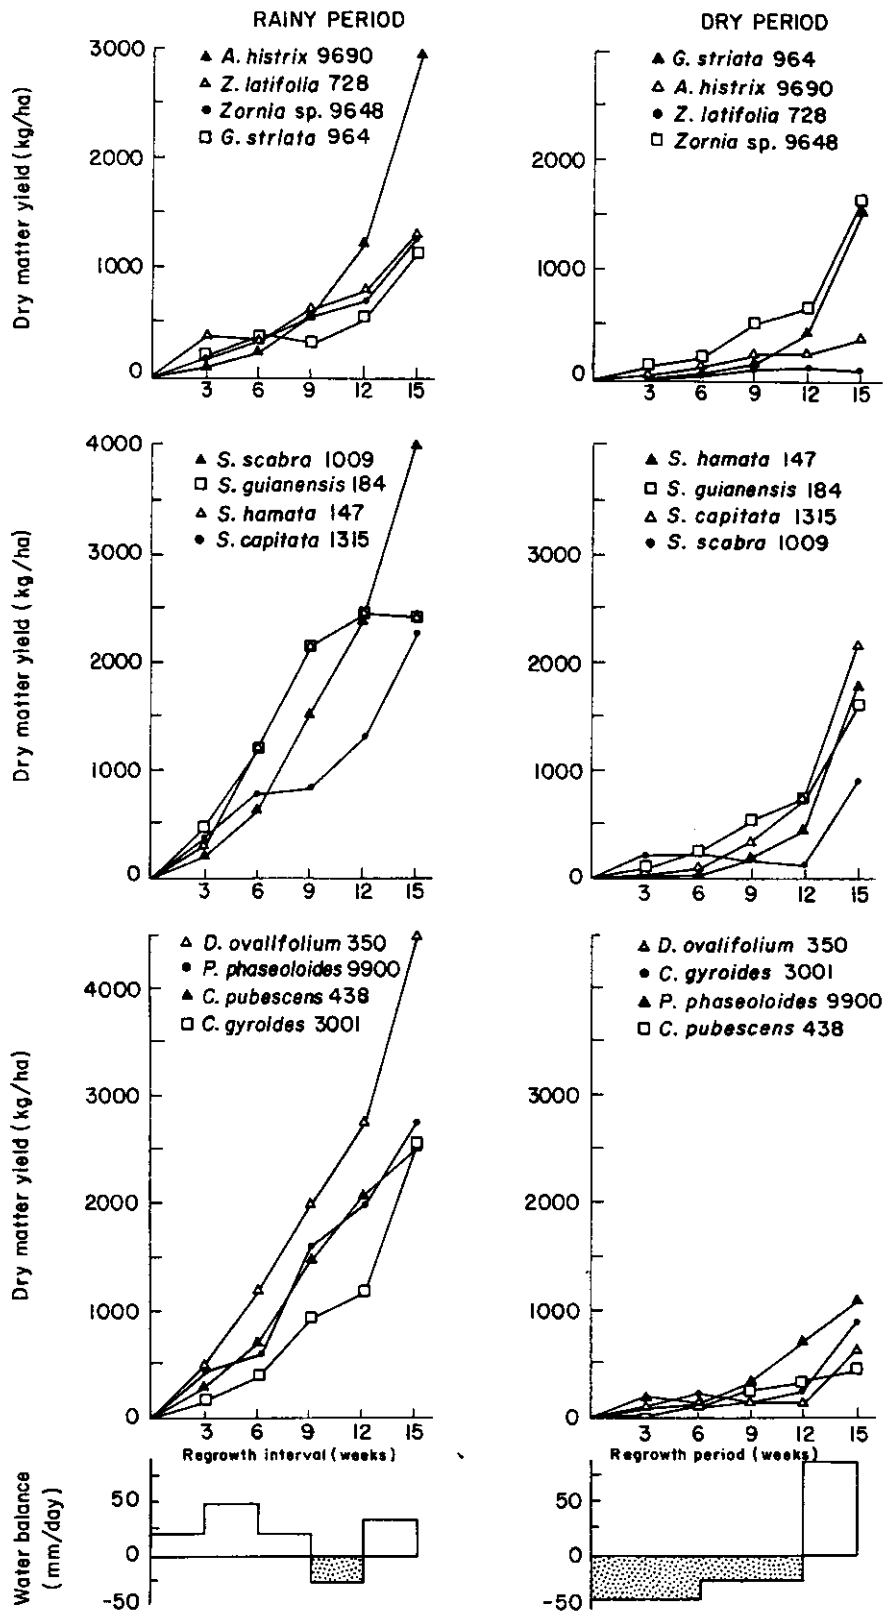 RAINY PERIOD
Dry matter yield (kg/ha)
3000
2000
1000
0
▲ A. histrix 9690
△ Z. latifolia 728
● Zornia sp. 9648
□ G. striata 964
3 6 9 12 15
DRY PERIOD
2000
1000
0
▲ G. striata 964
△ A. histrix 9690
● Z. latifolia 728
□ Zornia sp. 9648
3 6 9 12 15
Dry matter yield (kg/ha)
4000
3000
2000
1000
0
▲ S. scabra 1009
□ S. guianensis 184
△ S. hamata 147
● S. capitata 1315
3 6 9 12 15
3000
2000
1000
0
▲ S. hamata 147
□ S. guianensis 184
△ S. capitata 1315
● S. scabra 1009
3 6 9 12 15
Dry matter yield (kg/ha)
4000
3000
2000
1000
0
△ D. ovalifolium 350
● P. phaseoloides 9900
▲ C. pubescens 438
□ C. gyroides 3001
3 6 9 12 15
Regrowth interval (weeks)
3000
2000
1000
0
△ D. ovalifolium 350
● C. gyroides 3001
▲ P. phaseoloides 9900
□ C. pubescens 438
3 6 9 12 15
Regrowth period (weeks)
Water balance
(mm/day)
50
0
-50
50
0
-50